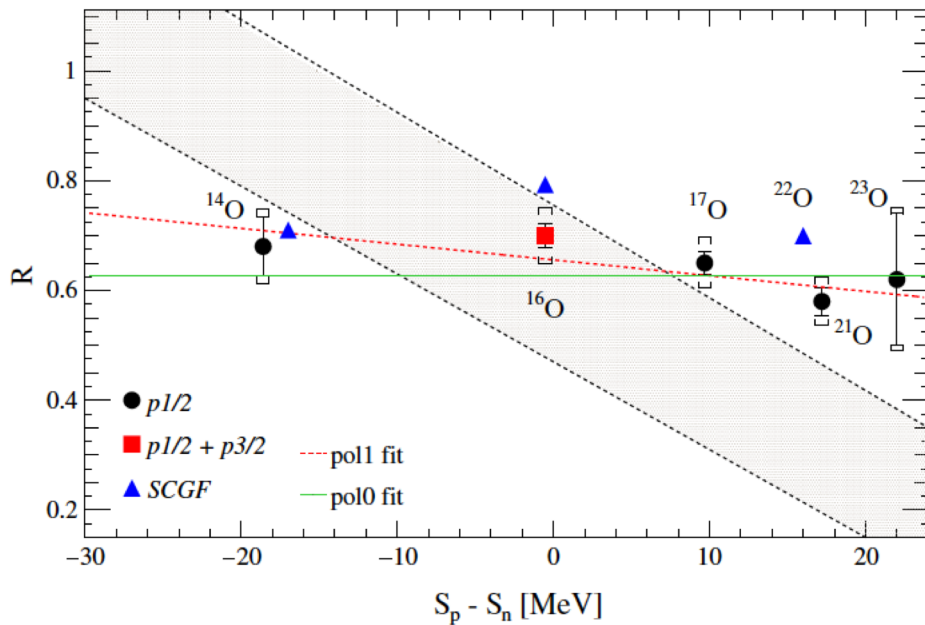 1
0.8
0.6
0.4
0.2
R
¹⁴O
¹⁶O
¹⁷O
²²O
²³O
²¹O
p1/2
p1/2 + p3/2
SCGF
pol1 fit
pol0 fit
−30 −20 −10 0 10 20
Sₚ - Sₙ [MeV]